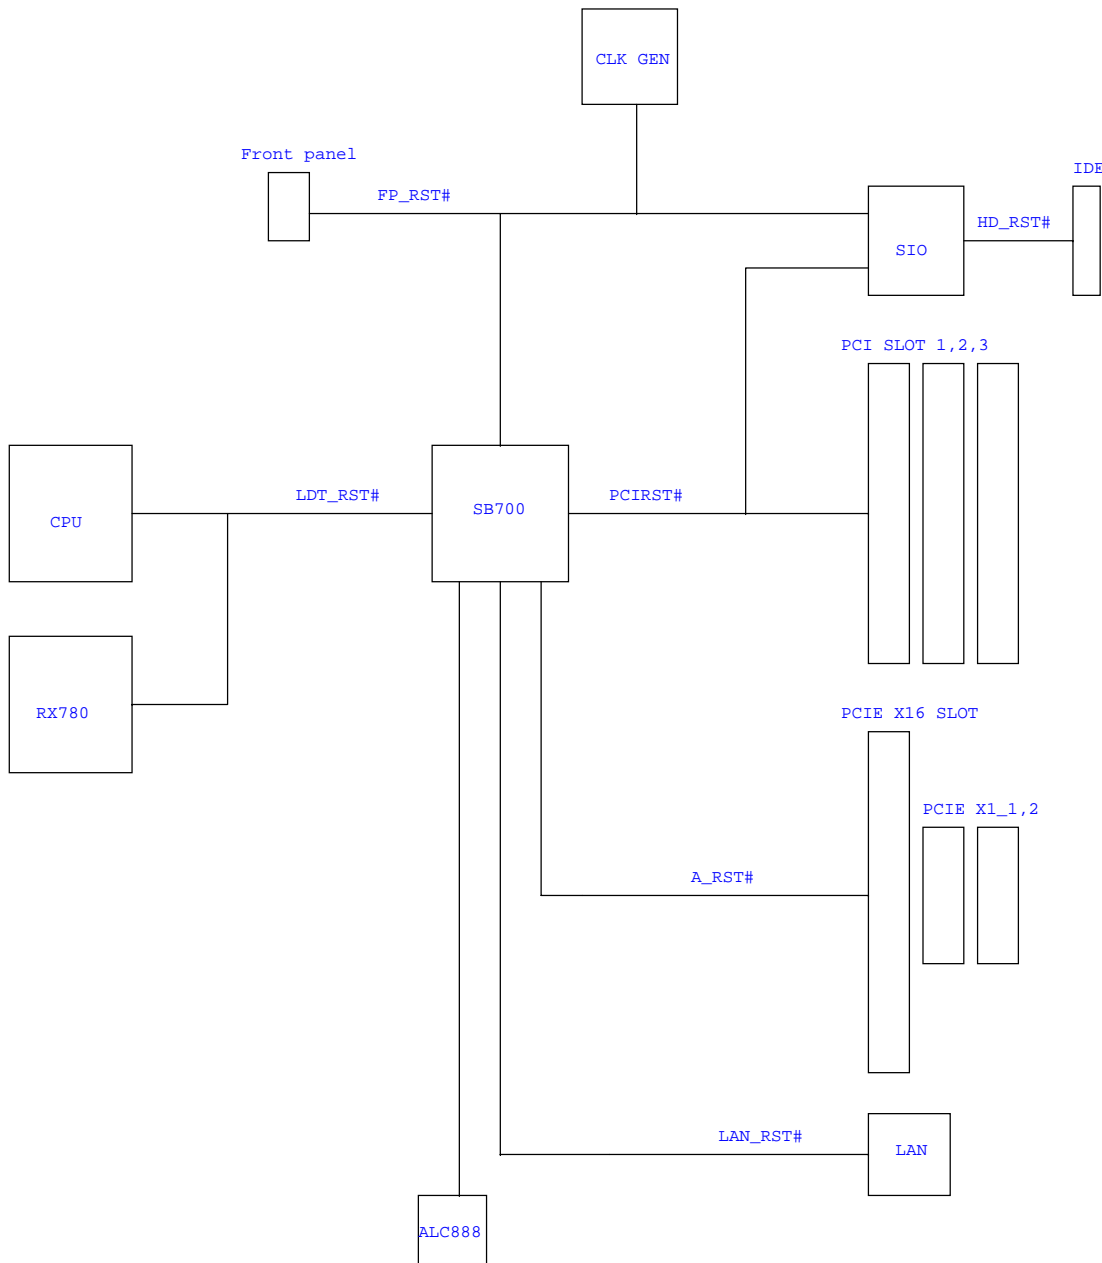 CLK GEN
Front panel
IDE
FP_RST#
HD_RST#
SIO
PCI SLOT 1,2,3
LDT_RST#
PCIRST#
SB700
CPU
RX780
PCIE X16 SLOT
PCIE X1_1,2
A_RST#
LAN_RST#
LAN
ALC888